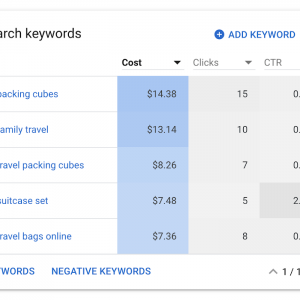 arch keywords
ADD KEYWORD
Cost Clicks CTR
packing cubes $14.38 15 0.
amily travel $13.14 10 0.
ravel packing cubes $8.26 7 0.
suitcase set $7.48 5 2.
ravel bags online $7.36 8 0.
YWORDS NEGATIVE KEYWORDS 1 / 1